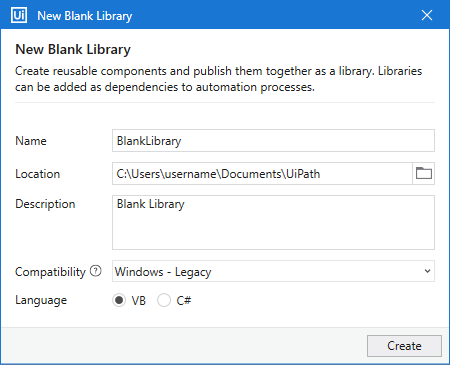 Ui New Blank Library
New Blank Library
Create reusable components and publish them together as a library. Libraries
can be added as dependencies to automation processes.
Name BlankLibrary
Location C:\Users\username\Documents\UiPath
Description Blank Library
Compatibility ? Windows - Legacy
Language VB C#
Create